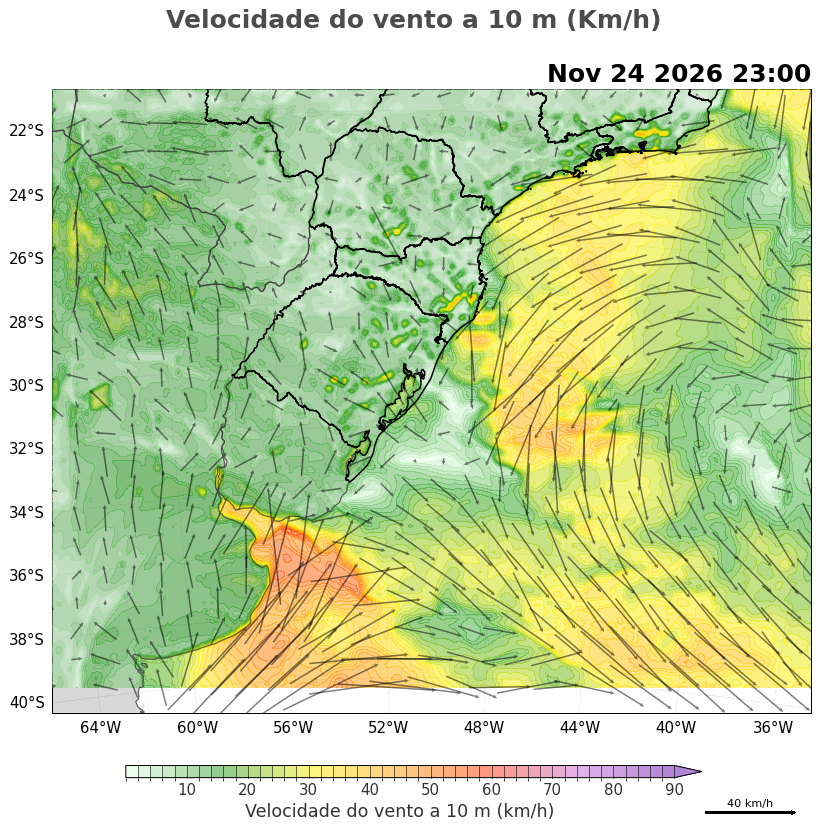 Velocidade do vento a 10 m (Km/h)
Nov 24 2026 23:00
22°S
24°S
26°S
28°S
30°S
32°S
34°S
36°S
38°S
40°S
64°W 60°W 56°W 52°W 48°W 44°W 40°W 36°W
10 20 30 40 50 60 70 80 90
Velocidade do vento a 10 m (km/h)
40 km/h